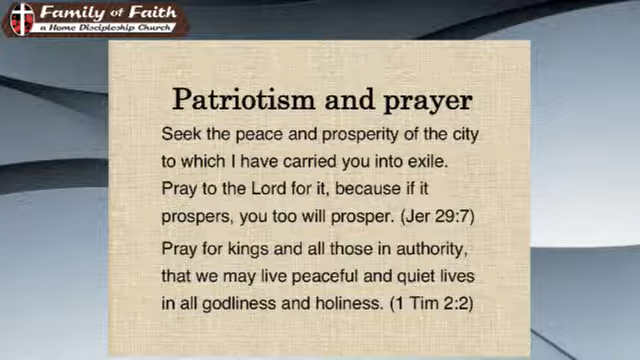 Family of Faith
a Home Discipleship Church
Patriotism and prayer
Seek the peace and prosperity of the city
to which I have carried you into exile.
Pray to the Lord for it, because if it
prospers, you too will prosper. (Jer 29:7)
Pray for kings and all those in authority,
that we may live peaceful and quiet lives
in all godliness and holiness. (1 Tim 2:2)